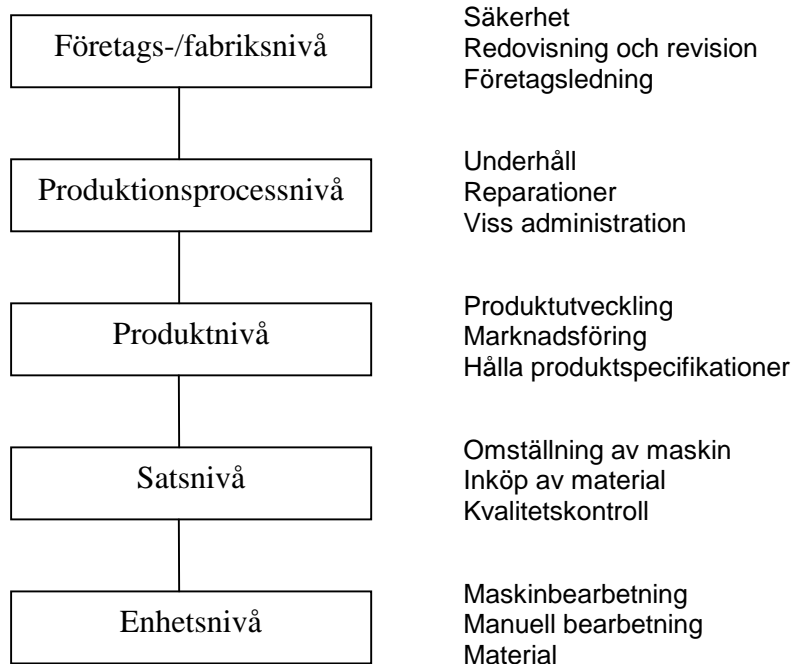 Företags-/fabriksnivå
Säkerhet
Redovisning och revision
Företagsledning
Produktionsprocessnivå
Underhåll
Reparationer
Viss administration
Produktnivå
Produktutveckling
Marknadsföring
Hålla produktspecifikationer
Satsnivå
Omställning av maskin
Inköp av material
Kvalitetskontroll
Enhetsnivå
Maskinbearbetning
Manuell bearbetning
Material